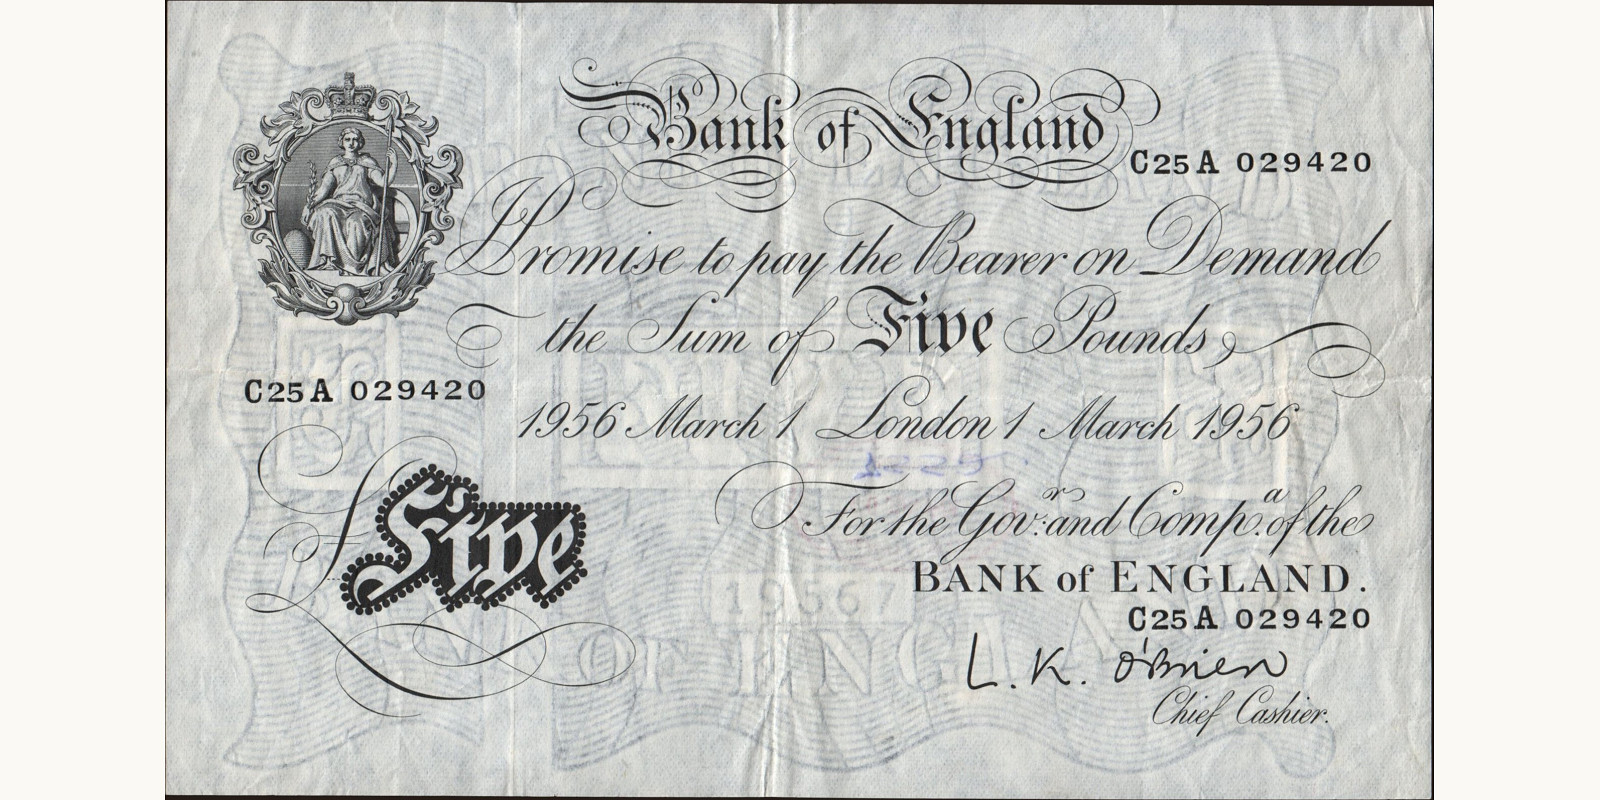 Bank of England
C25A 029420
I Promise to pay the Bearer on Demand
the Sum of Five Pounds
C25A 029420
1956 March 1 London 1 March 1956
£Five
For the Gov.r and Comp.a of the
BANK of ENGLAND.
C25A 029420
L. K. O'Brien
Chief Cashier.